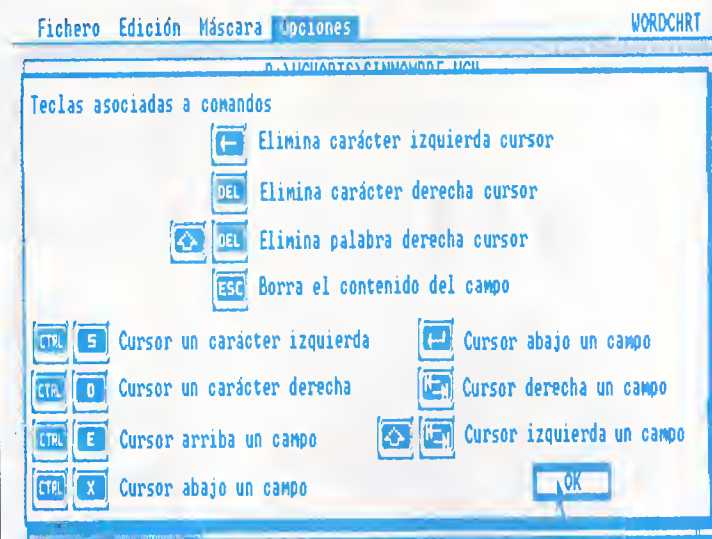 Fichero Edición Máscara Opciones WORDCHRT
Teclas asociadas a comandos
Elimina carácter izquierda cursor
DEL Elimina carácter derecha cursor
DEL Elimina palabra derecha cursor
ESC Borra el contenido del campo
CTRL S Cursor un carácter izquierda
Cursor abajo un campo
CTRL D Cursor un carácter derecha
Cursor derecha un campo
CTRL E Cursor arriba un campo
Cursor izquierda un campo
CTRL X Cursor abajo un campo
OK